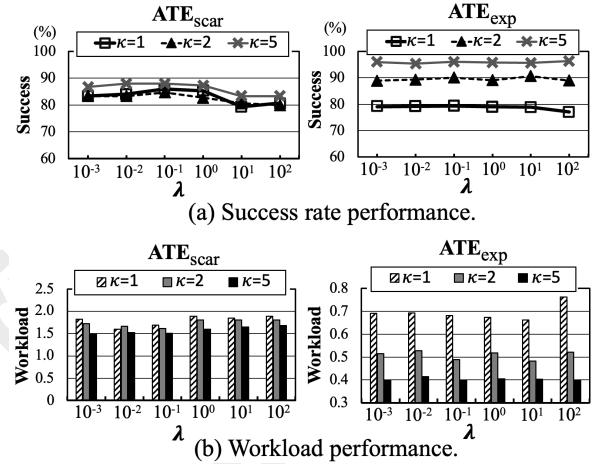 ATEscar
ATEexp
(%)
(%)
κ=1 κ=2 κ=5
κ=1 κ=2 κ=5
100
90
80
70
60
Success
100
90
80
70
60
Success
10-3 10-2 10-1 100 101 102
10-3 10-2 10-1 100 101 102
λ
λ
(a) Success rate performance.
ATEscar
ATEexp
κ=1 κ=2 κ=5
κ=1 κ=2 κ=5
2.5
2.0
1.5
1.0
0.5
0
Workload
0.8
0.7
0.6
0.5
0.4
0.3
Workload
10-3 10-2 10-1 100 101 102
10-3 10-2 10-1 100 101 102
λ
λ
(b) Workload performance.